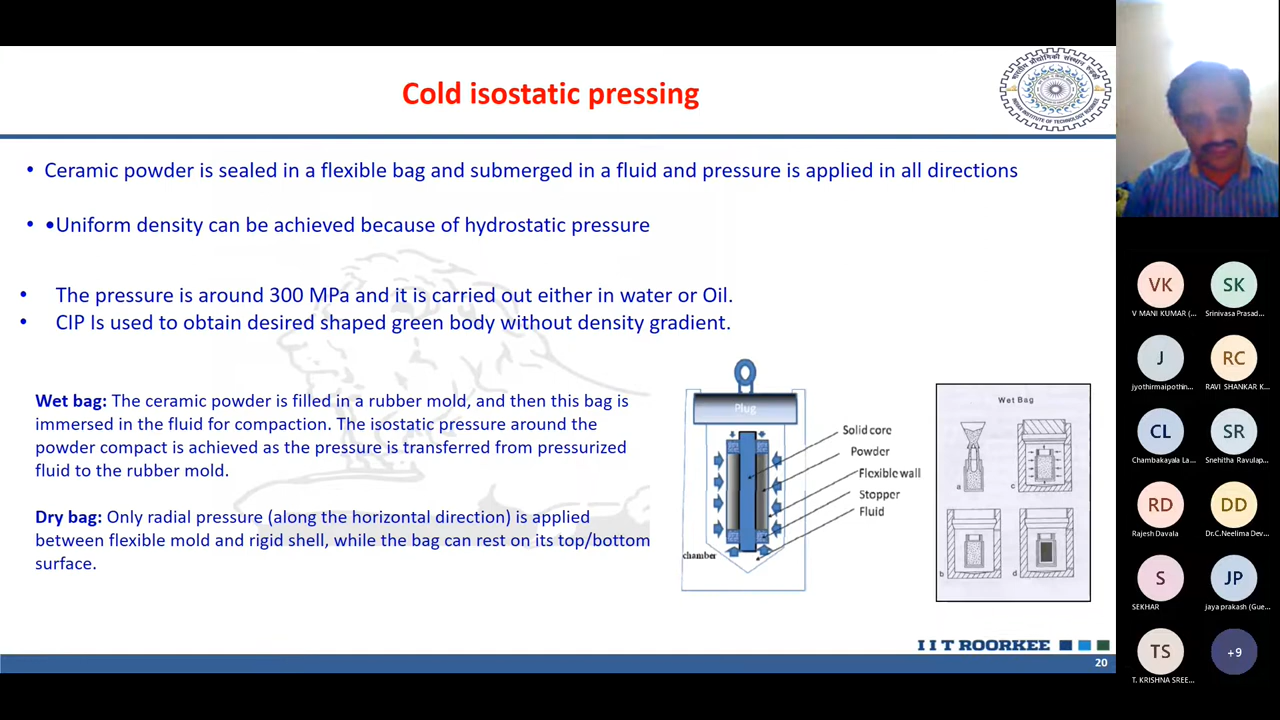 Cold isostatic pressing
INDIAN INSTITUTE OF TECHNOLOGY ROORKEE
• Ceramic powder is sealed in a flexible bag and submerged in a fluid and pressure is applied in all directions
• •Uniform density can be achieved because of hydrostatic pressure
• The pressure is around 300 MPa and it is carried out either in water or Oil.
• CIP Is used to obtain desired shaped green body without density gradient.
Wet bag: The ceramic powder is filled in a rubber mold, and then this bag is
immersed in the fluid for compaction. The isostatic pressure around the
powder compact is achieved as the pressure is transferred from pressurized
fluid to the rubber mold.
Dry bag: Only radial pressure (along the horizontal direction) is applied
between flexible mold and rigid shell, while the bag can rest on its top/bottom
surface.
Plug
Solid core
Powder
Flexible wall
Stopper
Fluid
chamber
Wet Bag
a
c
b
d
I I T ROORKEE
20
VK
V MANI KUMAR (...
SK
Srinivasa Prasad...
J
jyothirmaipothin...
RC
RAVI SHANKAR K...
CL
Chambakayala La...
SR
Snehitha Ravulap...
RD
Rajesh Davala
DD
Dr.C.Neelima Dev...
S
SEKHAR
JP
jaya prakash (Gue...
TS
T. KRISHNA SREE...
+9